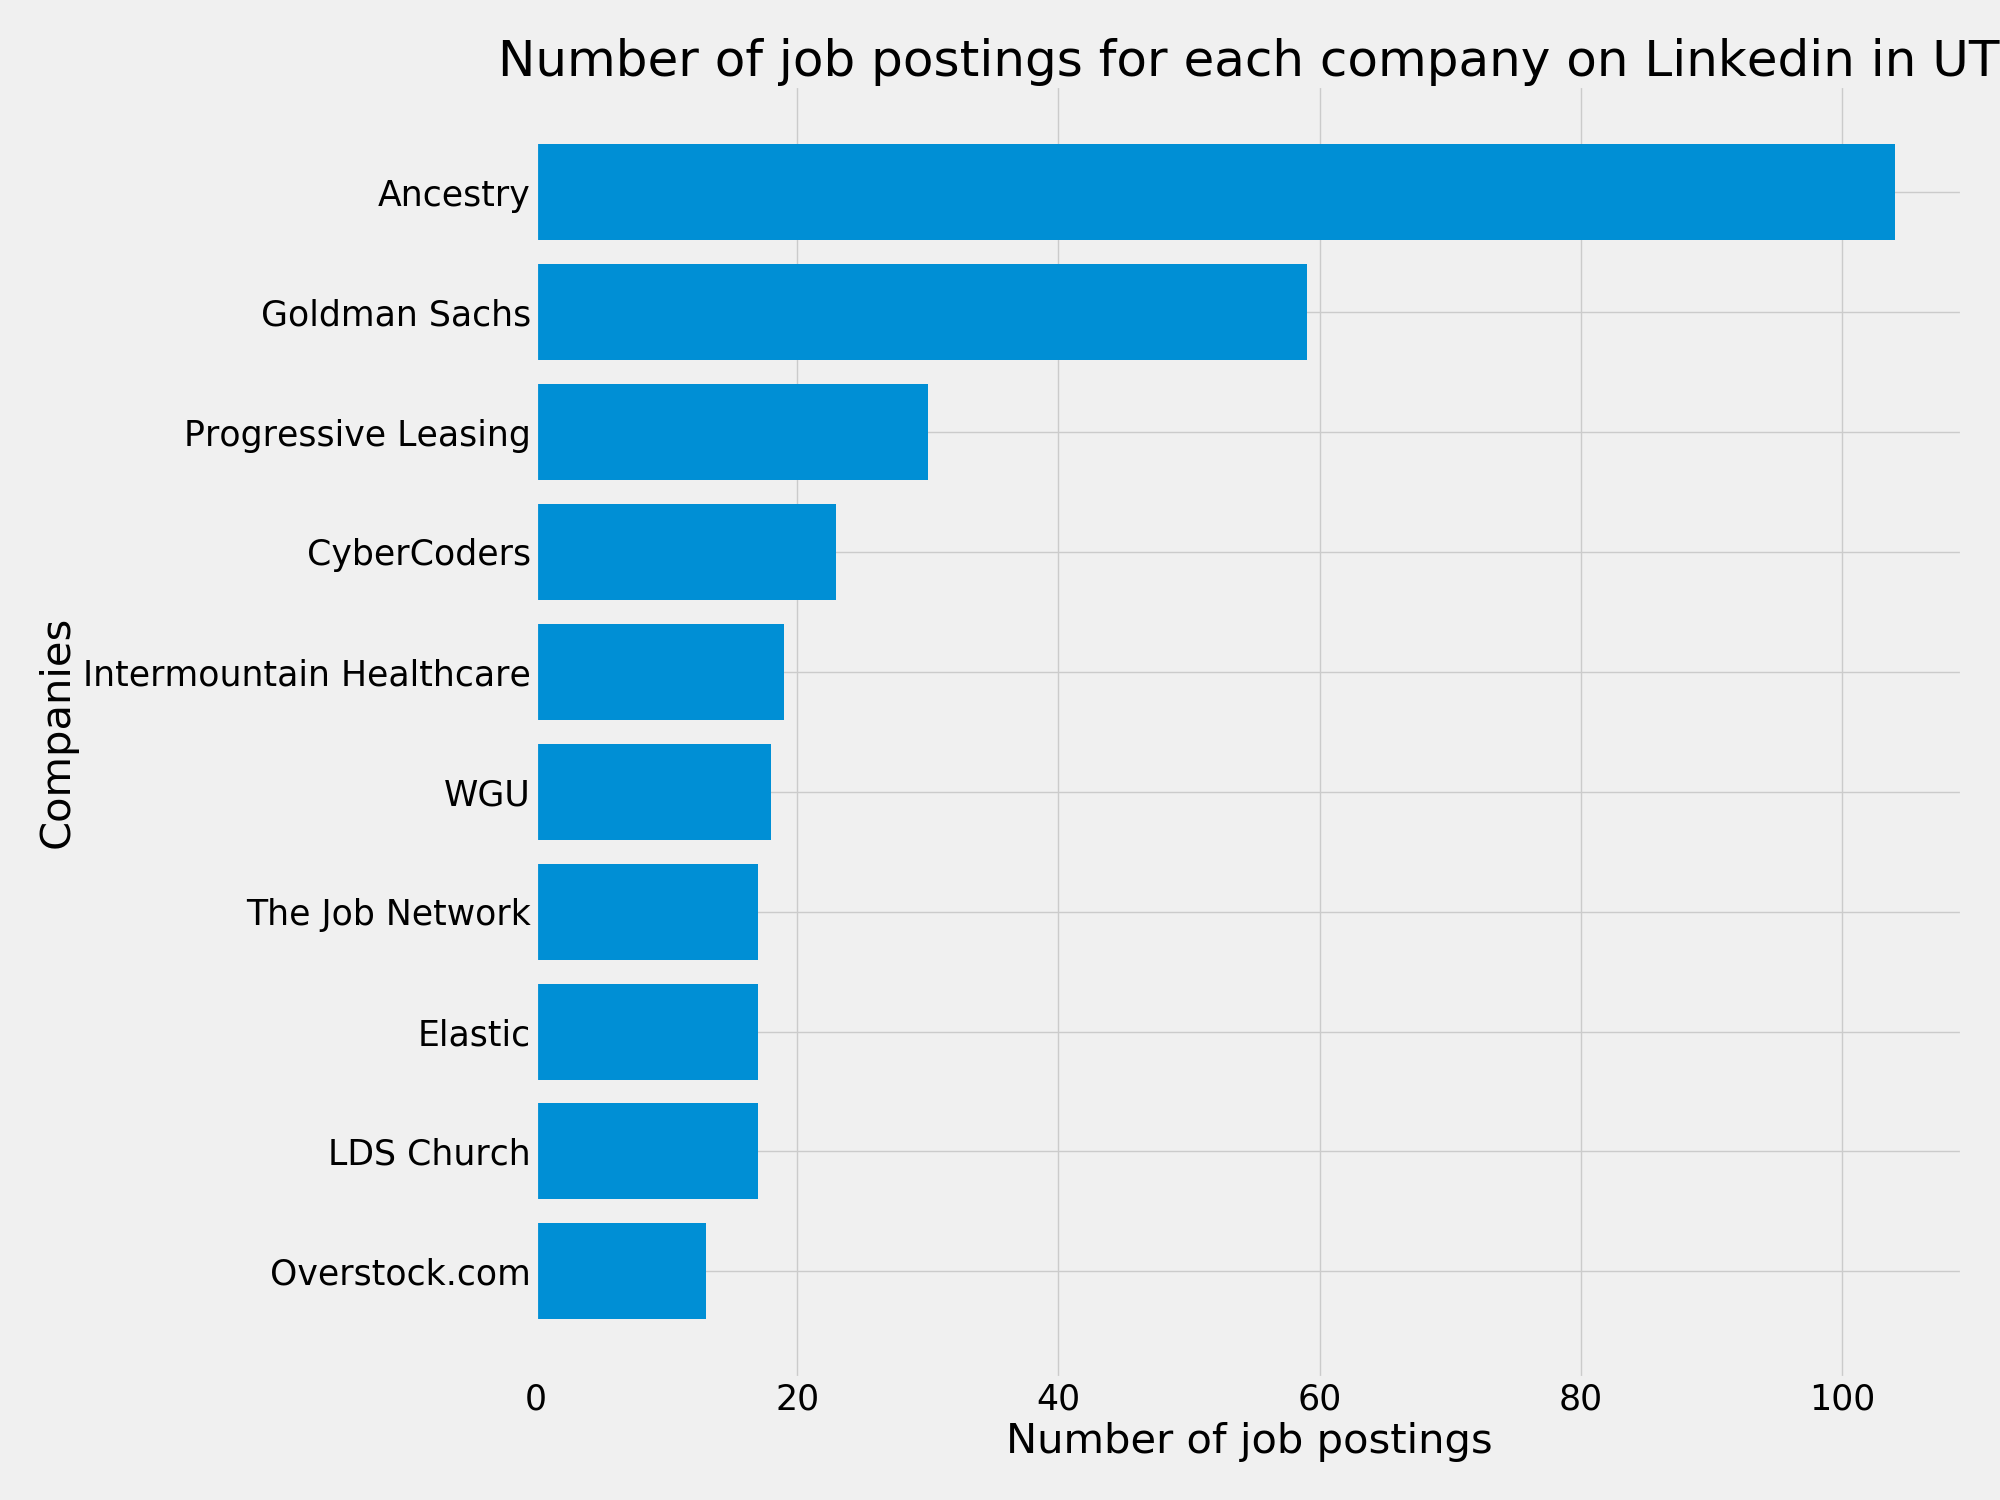 Number of job postings for each company on Linkedin in UT
Ancestry
Goldman Sachs
Progressive Leasing
CyberCoders
Intermountain Healthcare
WGU
The Job Network
Elastic
LDS Church
Overstock.com
Companies
0 20 40 60 80 100
Number of job postings